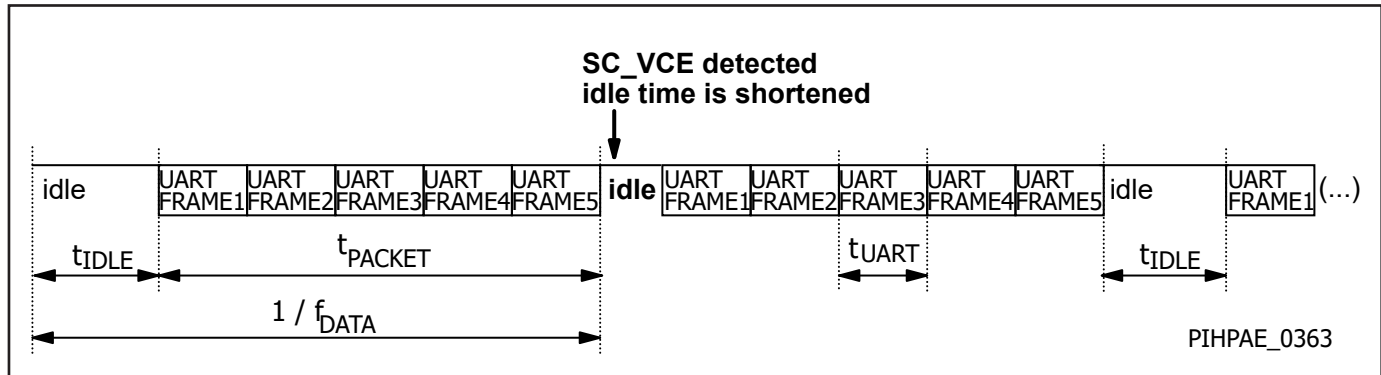 SC_VCE detected
idle time is shortened
idle UART FRAME1 UART FRAME2 UART FRAME3 UART FRAME4 UART FRAME5 idle UART FRAME1 UART FRAME2 UART FRAME3 UART FRAME4 UART FRAME5 idle UART FRAME1 (...)
tIDLE tPACKET tUART tIDLE
1 / fDATA
PIHPAE_0363